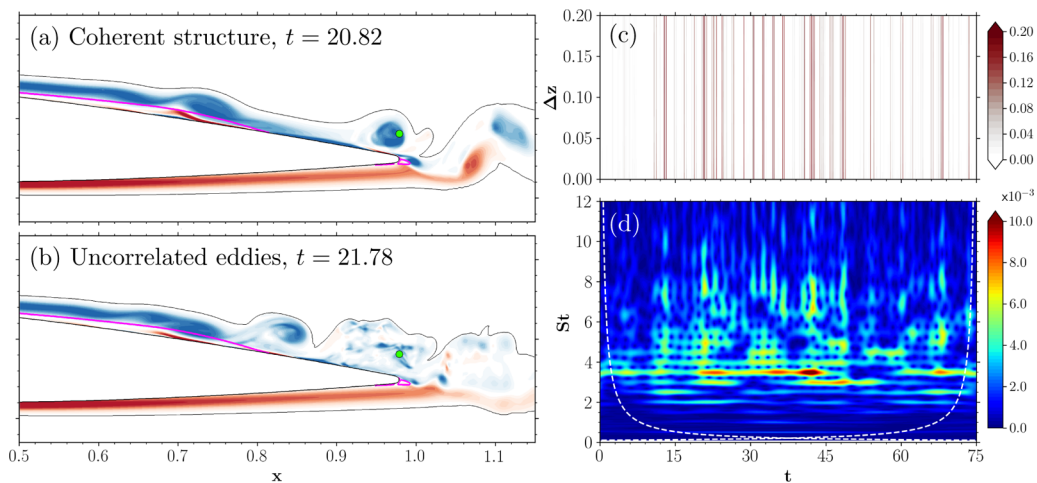 (a) Coherent structure, t = 20.82
(b) Uncorrelated eddies, t = 21.78
0.5 0.6 0.7 0.8 0.9 1.0 1.1
x
(c)
0.20
0.15
0.10
0.05
0.00
Δz
0.20
0.16
0.12
0.08
0.04
0.00
(d)
12
10
8
6
4
2
0
St
0 15 30 45 60 75
t
x10⁻³
10.0
8.0
6.0
4.0
2.0
0.0